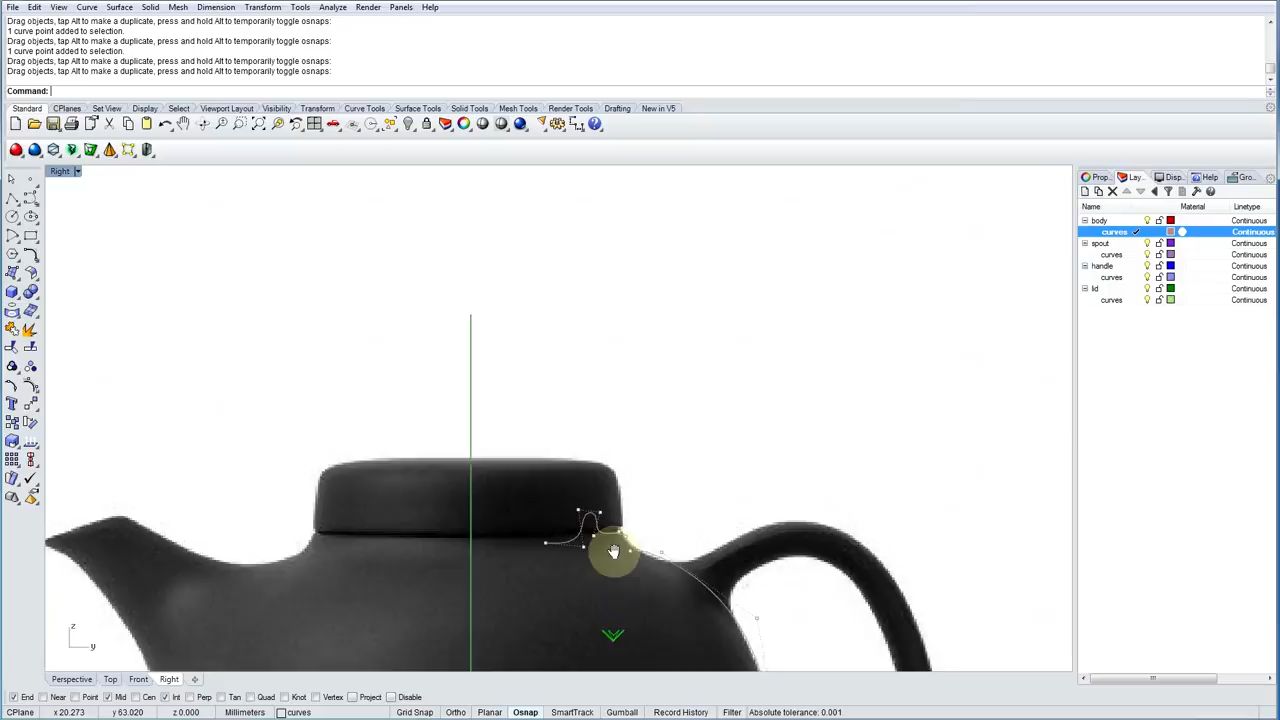 File Edit View Curve Surface Solid Mesh Dimension Transform Tools Analyze Render Panels Help
Drag objects, tap Alt to make a duplicate, press and hold Alt to temporarily toggle osnaps:
1 curve point added to selection.
Drag objects, tap Alt to make a duplicate, press and hold Alt to temporarily toggle osnaps:
1 curve point added to selection.
Drag objects, tap Alt to make a duplicate, press and hold Alt to temporarily toggle osnaps:
Drag objects, tap Alt to make a duplicate, press and hold Alt to temporarily toggle osnaps:
Command:
Standard CPlanes Set View Display Select Viewport Layout Visibility Transform Curve Tools Surface Tools Solid Tools Mesh Tools Render Tools Drafting New in V5
Right
Prop... Lay... Disp... Help Gro...
Name Material Linetype
body Continuous
curves Continuous
spout Continuous
curves Continuous
handle Continuous
curves Continuous
lid Continuous
curves Continuous
z
y
Perspective Top Front Right
End Near Point Mid Cen Int Perp Tan Quad Knot Vertex Project Disable
CPlane x 20.273 y 63.020 z 0.000 Millimeters curves Grid Snap Ortho Planar Osnap SmartTrack Gumball Record History Filter Absolute tolerance: 0.001